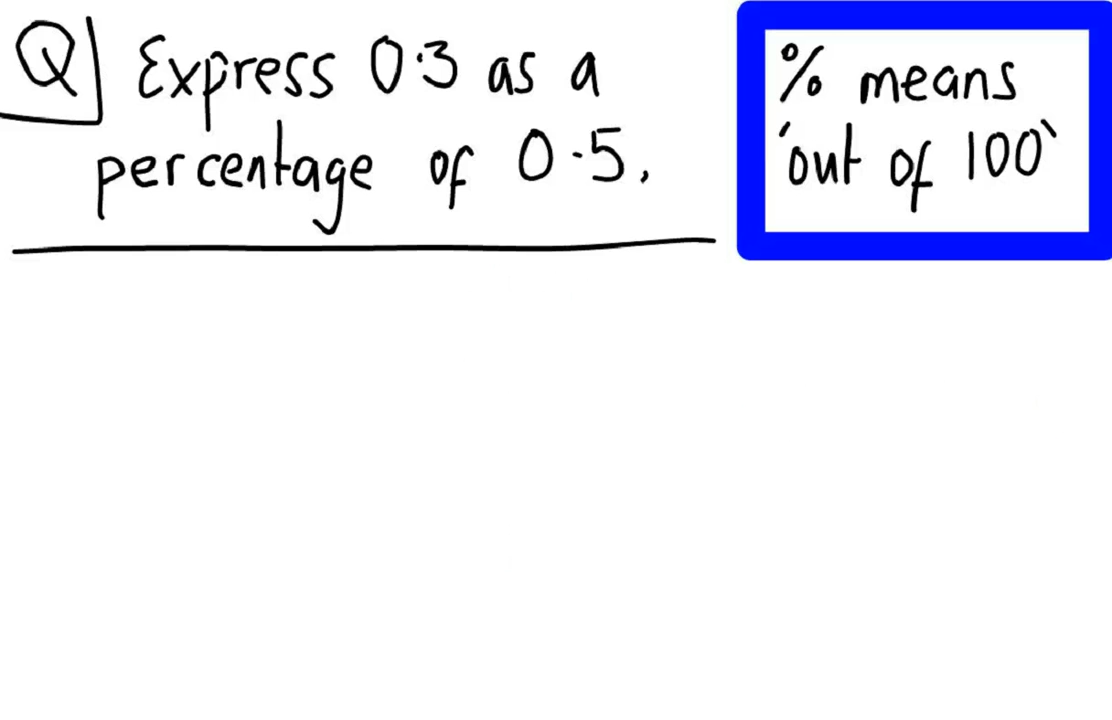 Q Express 0.3 as a
percentage of 0.5.
% means
'out of 100'